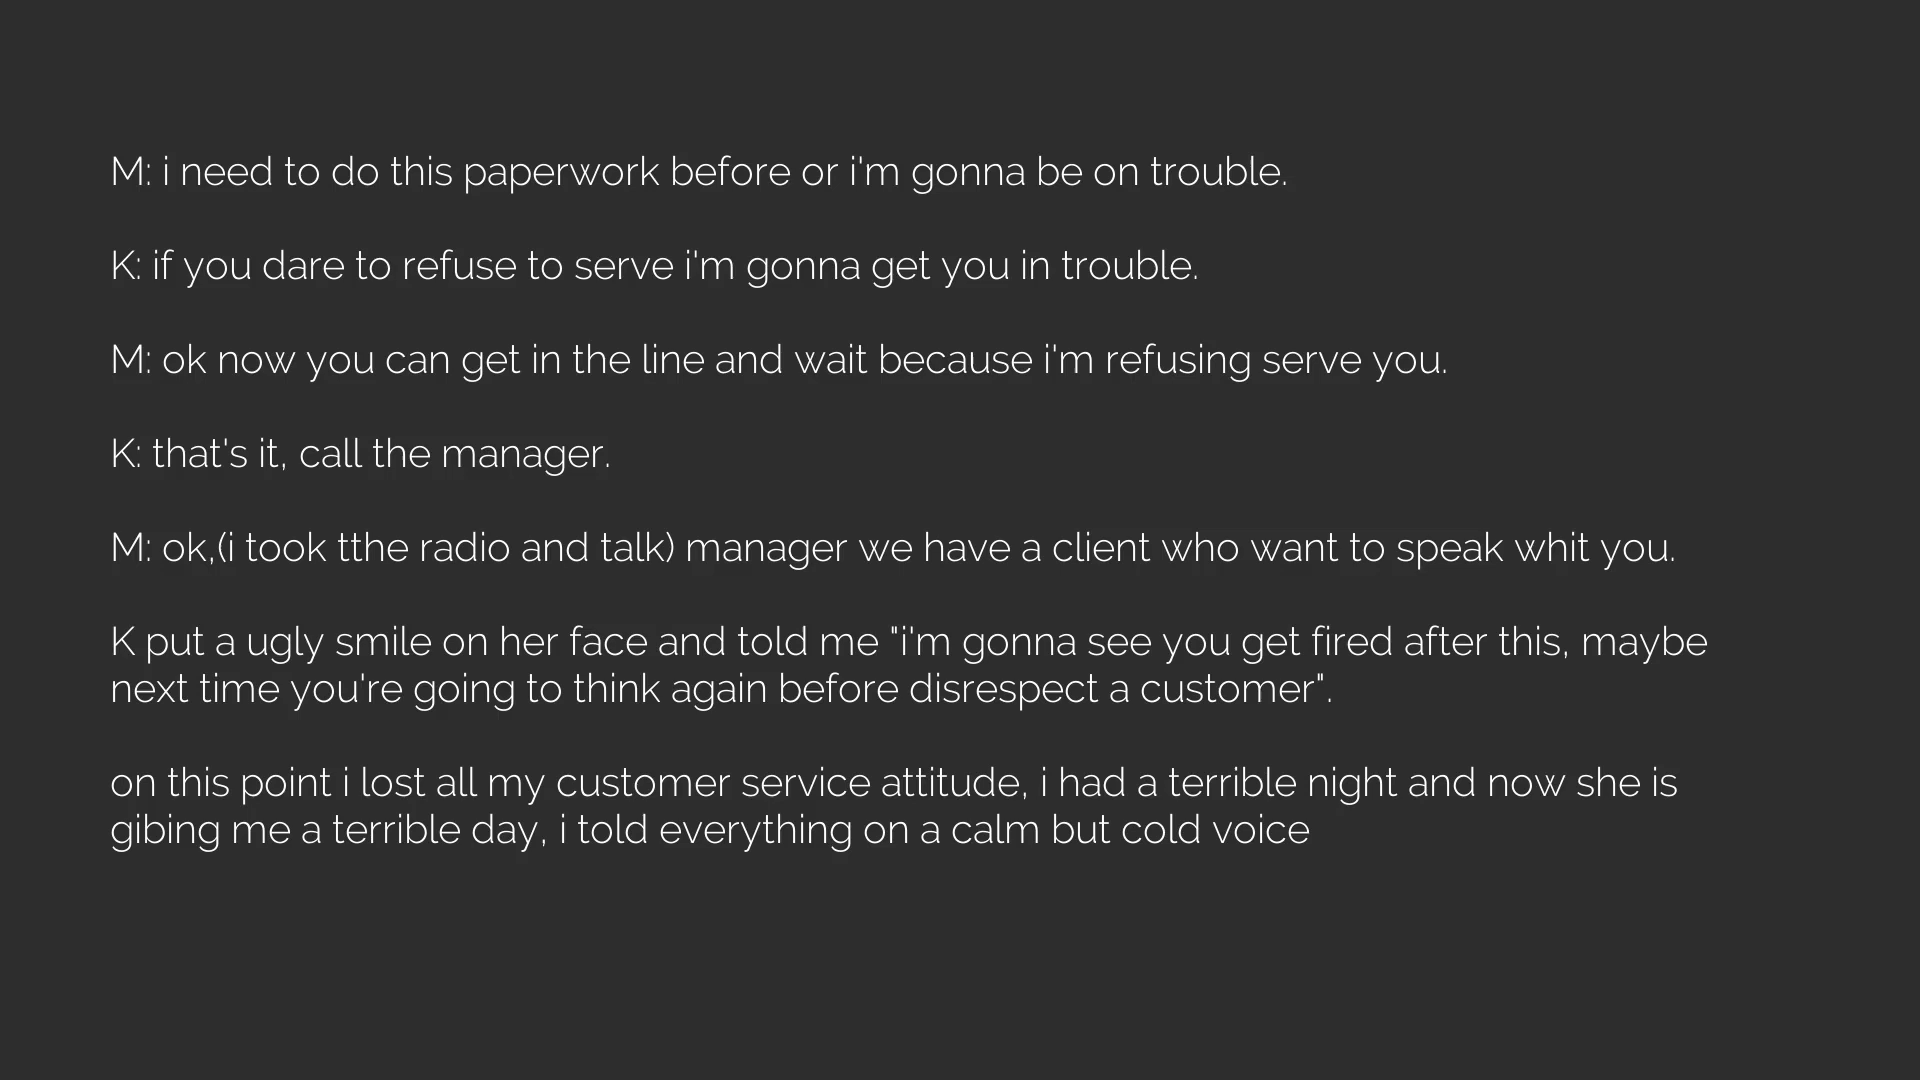 M: i need to do this paperwork before or i'm gonna be on trouble.
K: if you dare to refuse to serve i'm gonna get you in trouble.
M: ok now you can get in the line and wait because i'm refusing serve you.
K: that's it, call the manager.
M: ok,(i took tthe radio and talk) manager we have a client who want to speak whit you.
K put a ugly smile on her face and told me "i'm gonna see you get fired after this, maybe
next time you're going to think again before disrespect a customer".
on this point i lost all my customer service attitude, i had a terrible night and now she is
gibing me a terrible day, i told everything on a calm but cold voice